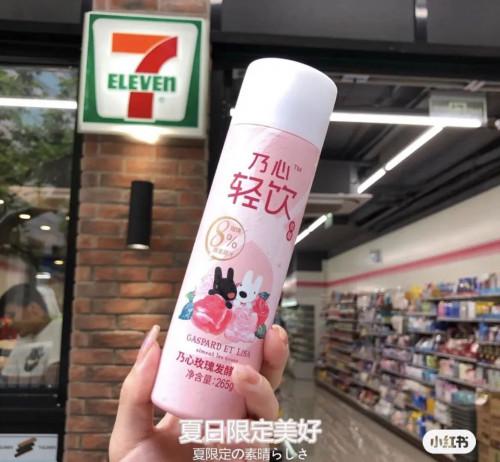 7
ELEVEN
乃心™
轻饮
8%
GASPARD ET LISA
乃心玫瑰发酵
净含量:265g
夏日限定美好
夏限定の素晴らしさ
小红书